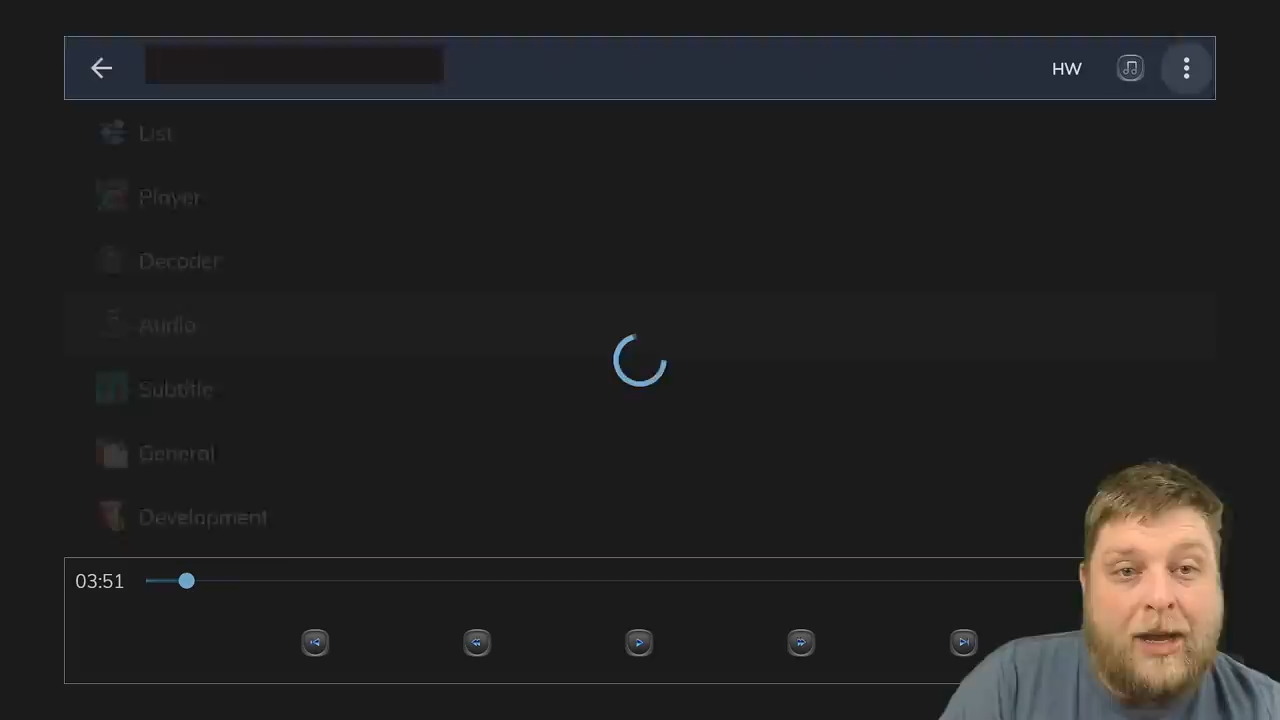 HW
List
Player
Decoder
Audio
Subtitle
General
Development
03:51